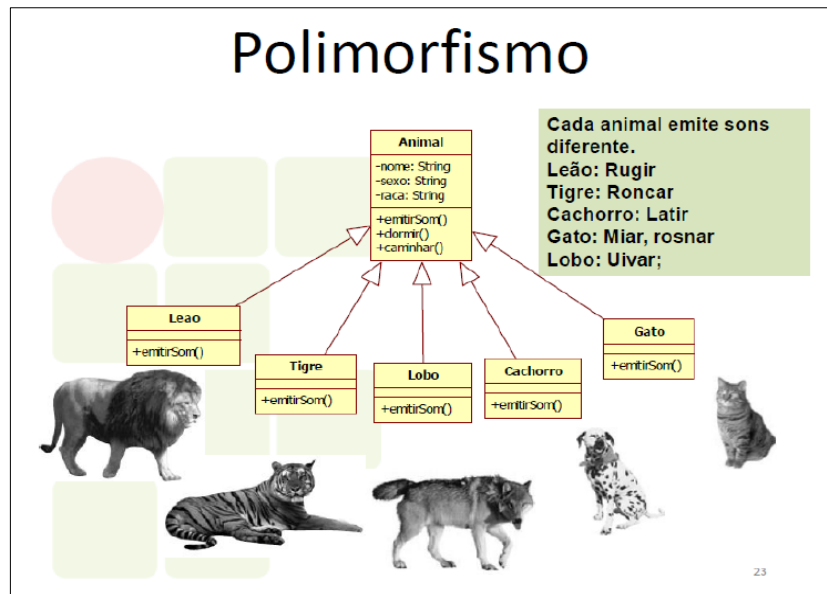 Polimorfismo
Cada animal emite sons
diferente.
Leão: Rugir
Tigre: Roncar
Cachorro: Latir
Gato: Miar, rosnar
Lobo: Uivar;
Animal
-nome: String
-sexo: String
-raca: String
+emitirSom()
+dormir()
+caminhar()
Leao
+emitirSom()
Tigre
+emitirSom()
Lobo
+emitirSom()
Cachorro
+emitirSom()
Gato
+emitirSom()
23